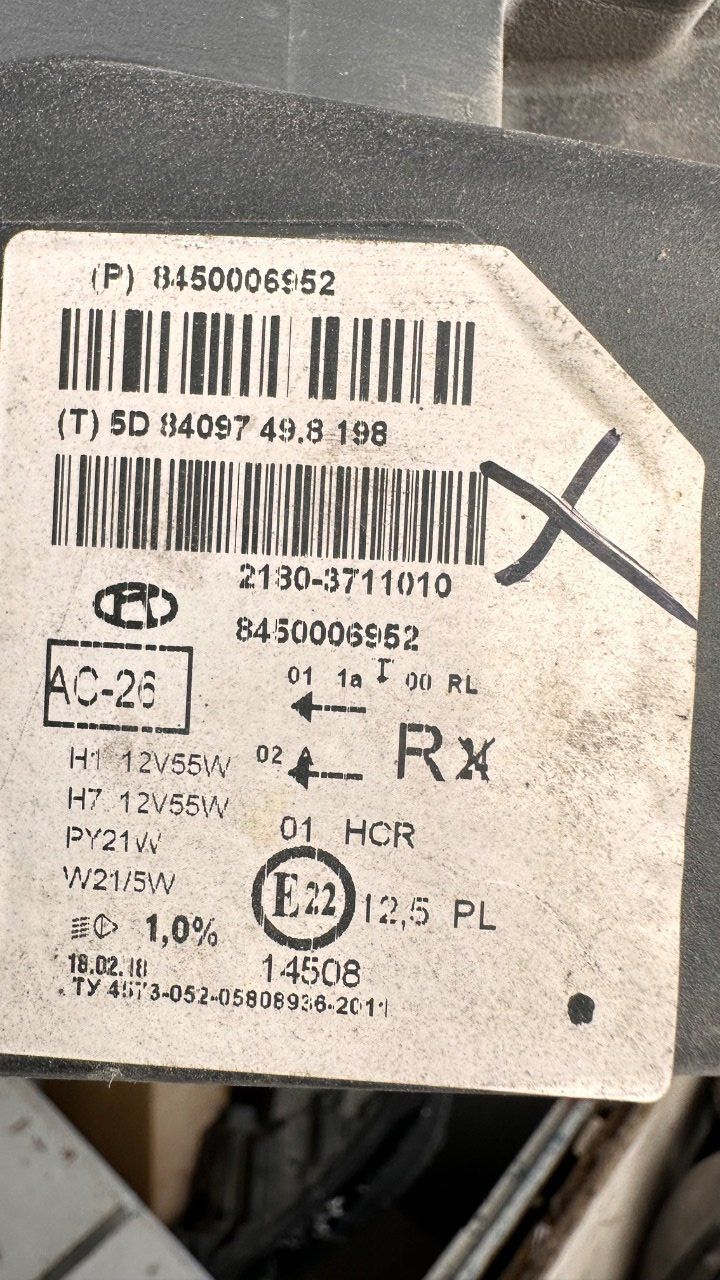 (P) 8450006952
(T) 5D 84097 49.8 198
2180-3711010
8450006952
AC-26
01 1a 00 RL
H1 12V55W
02 A
H7 12V55W
PY21W
01 HCR
W21/5W
E22
12,5 PL
1,0%
18.02.18
14508
ТУ 4573-052-05808936-2011